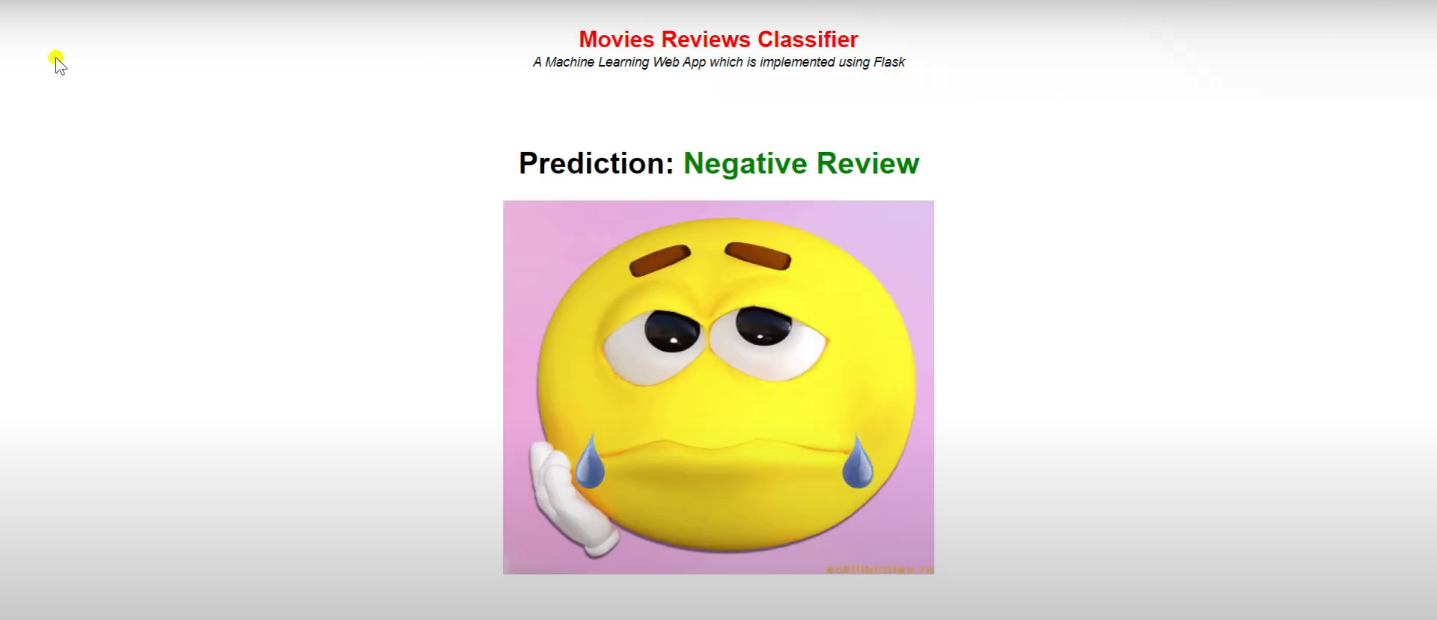 Movies Reviews Classifier
A Machine Learning Web App which is implemented using Flask
Prediction: Negative Review